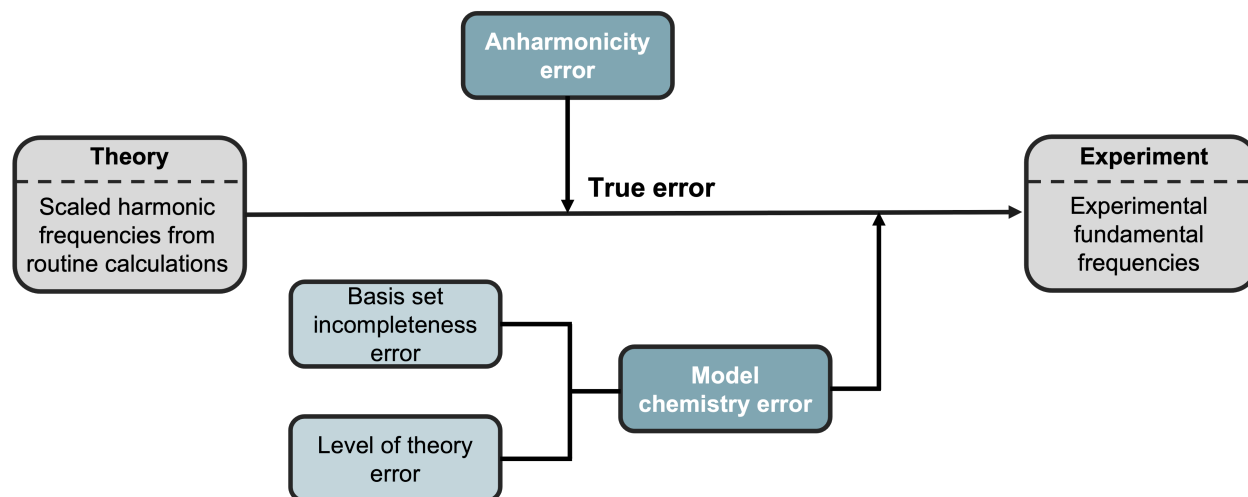 Anharmonicity
error
Theory
Scaled harmonic
frequencies from
routine calculations
True error
Experiment
Experimental
fundamental
frequencies
Basis set
incompleteness
error
Model
chemistry error
Level of theory
error